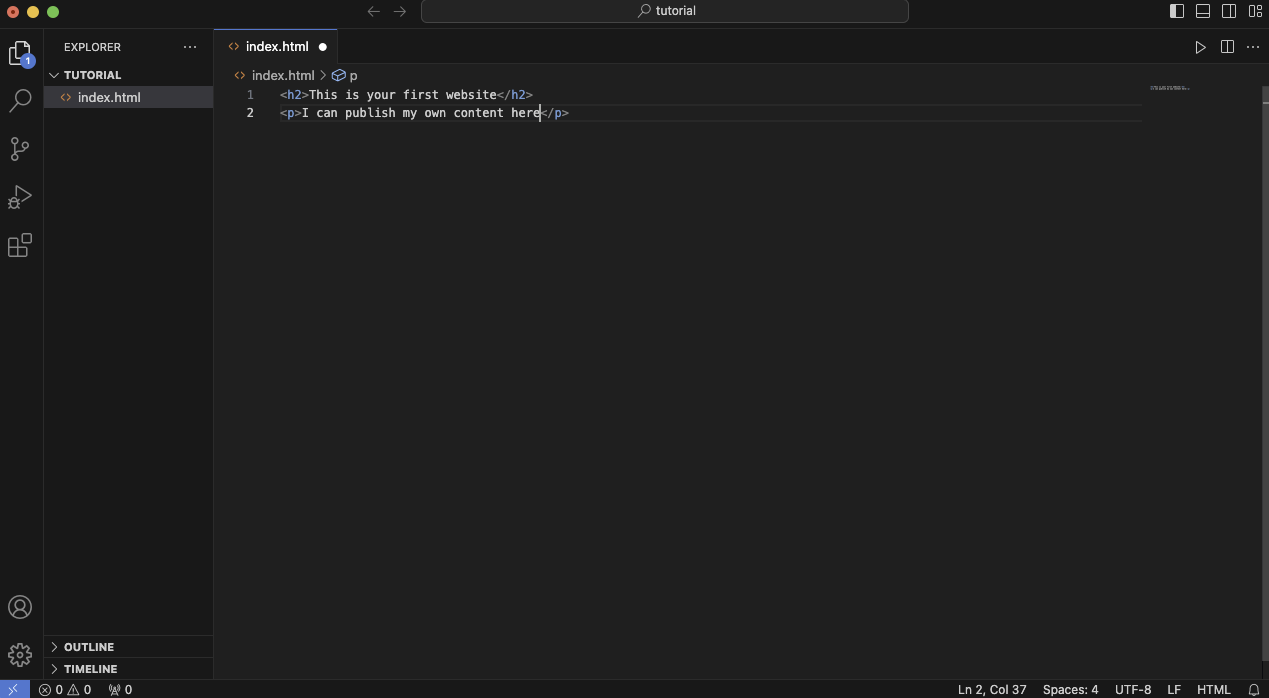 tutorial
EXPLORER
TUTORIAL
index.html
1
index.html
index.html > p
1 <h2>This is your first website</h2>
2 <p>I can publish my own content here</p>
OUTLINE
TIMELINE
0 0 0
Ln 2, Col 37 Spaces: 4 UTF-8 LF HTML